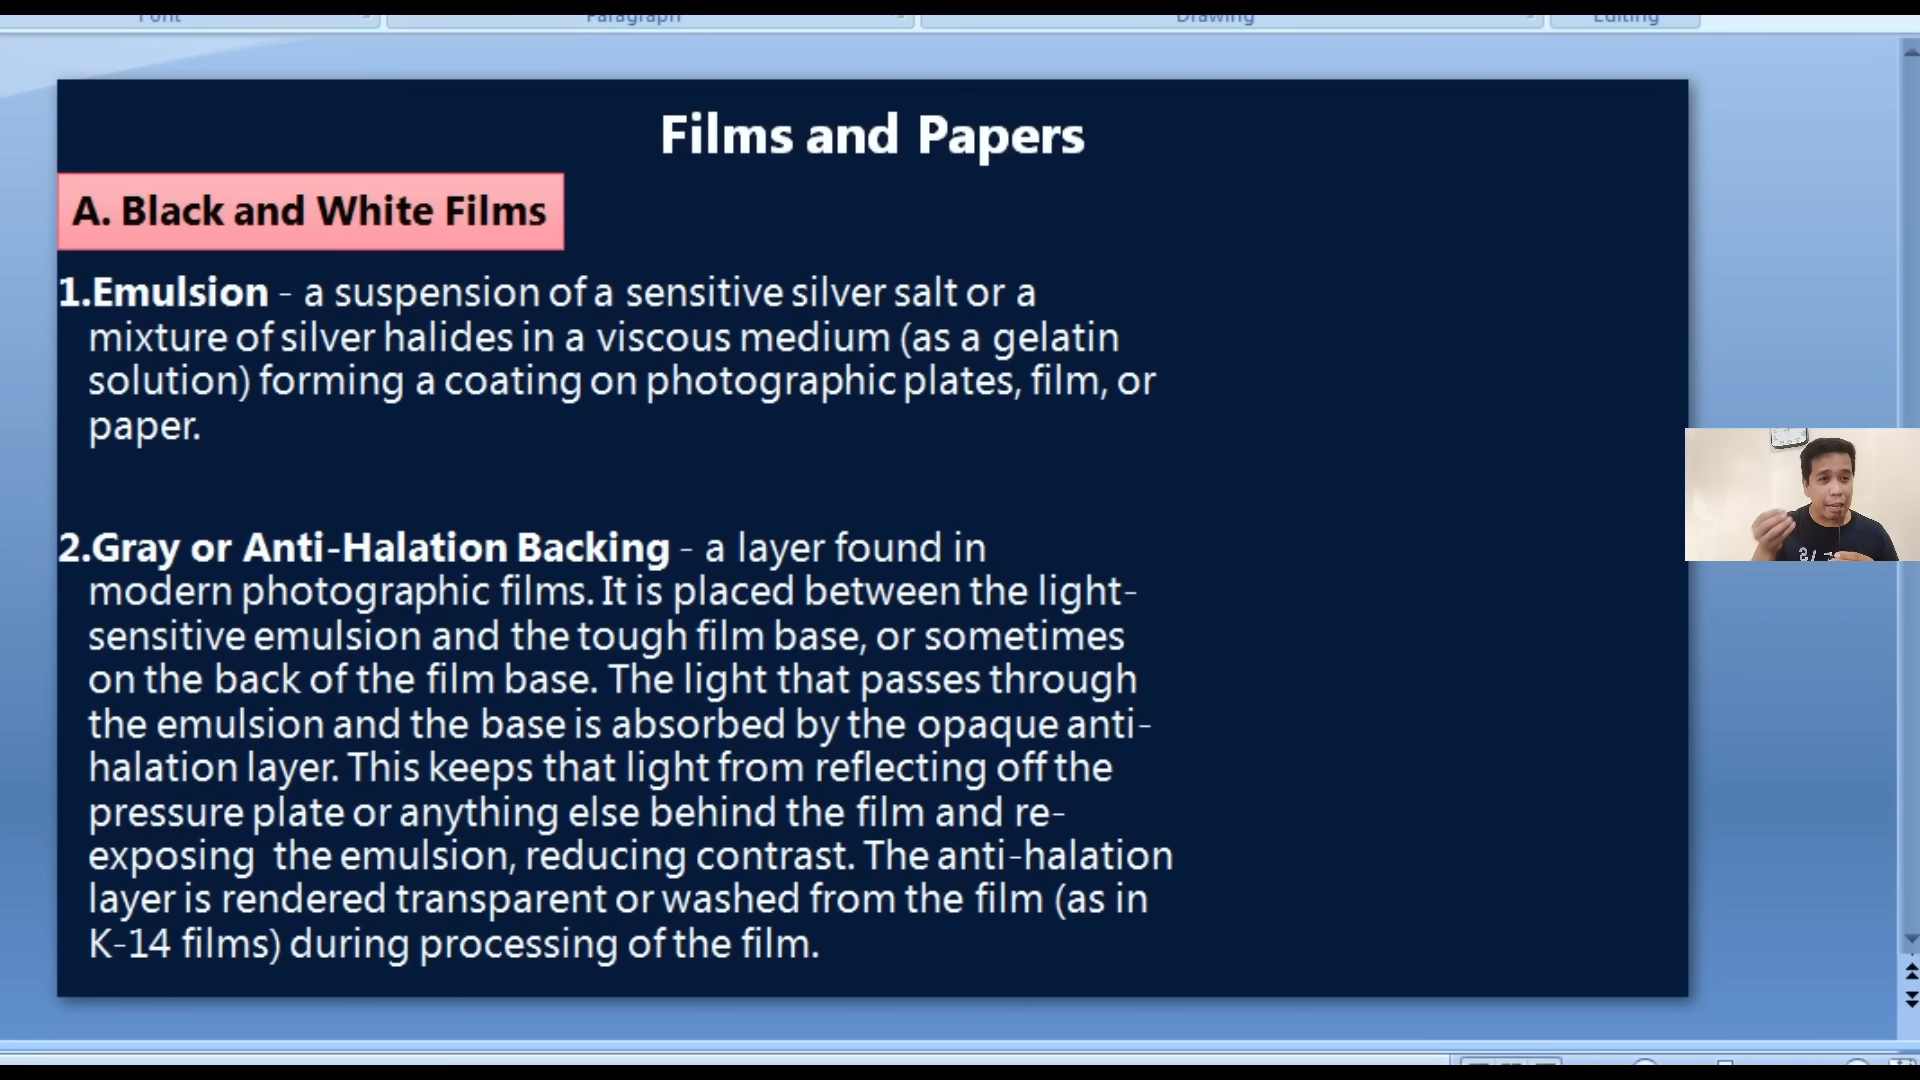 Font
Paragraph
Drawing
Editing
Films and Papers
A. Black and White Films
1.Emulsion - a suspension of a sensitive silver salt or a
mixture of silver halides in a viscous medium (as a gelatin
solution) forming a coating on photographic plates, film, or
paper.
2.Gray or Anti-Halation Backing - a layer found in
modern photographic films. It is placed between the light-
sensitive emulsion and the tough film base, or sometimes
on the back of the film base. The light that passes through
the emulsion and the base is absorbed by the opaque anti-
halation layer. This keeps that light from reflecting off the
pressure plate or anything else behind the film and re-
exposing the emulsion, reducing contrast. The anti-halation
layer is rendered transparent or washed from the film (as in
K-14 films) during processing of the film.